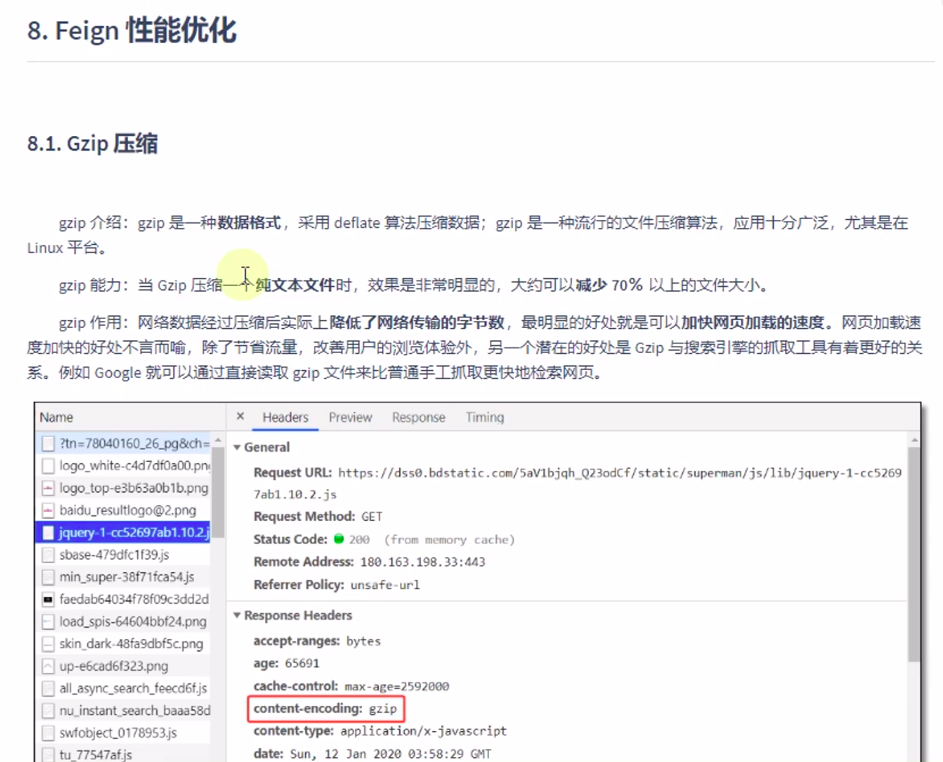 8. Feign 性能优化
8.1. Gzip 压缩
gzip 介绍：gzip 是一种数据格式，采用 deflate 算法压缩数据；gzip 是一种流行的文件压缩算法，应用十分广泛，尤其是在
Linux 平台。
gzip 能力：当 Gzip 压缩一个纯文本文件时，效果是非常明显的，大约可以减少 70％ 以上的文件大小。
gzip 作用：网络数据经过压缩后实际上降低了网络传输的字节数，最明显的好处就是可以加快网页加载的速度。网页加载速
度加快的好处不言而喻，除了节省流量，改善用户的浏览体验外，另一个潜在的好处是 Gzip 与搜索引擎的抓取工具有着更好的关
系。例如 Google 就可以通过直接读取 gzip 文件来比普通手工抓取更快地检索网页。
Name
?tn=78040160_26_pg&ch=
logo_white-c4d7df0a00.pn
logo_top-e3b63a0b1b.png
baidu_resultlogo@2.png
jquery-1-cc52697ab1.10.2.j
sbase-479dfc1f39.js
min_super-38f71fca54.js
faedab64034f78f09c3dd2d
load_spis-64604bbf24.png
skin_dark-48fa9dbf5c.png
up-e6cad6f323.png
all_async_search_feecd6f.js
nu_instant_search_baaa58d
swfobject_0178953.js
tu_77547af.js
× Headers Preview Response Timing
General
Request URL: https://dss0.bdstatic.com/5aV1bjqh_Q23odCf/static/superman/js/lib/jquery-1-cc5269
7ab1.10.2.js
Request Method: GET
Status Code: 200 (from memory cache)
Remote Address: 180.163.198.33:443
Referrer Policy: unsafe-url
Response Headers
accept-ranges: bytes
age: 65691
cache-control: max-age=2592000
content-encoding: gzip
content-type: application/x-javascript
date: Sun, 12 Jan 2020 03:58:29 GMT